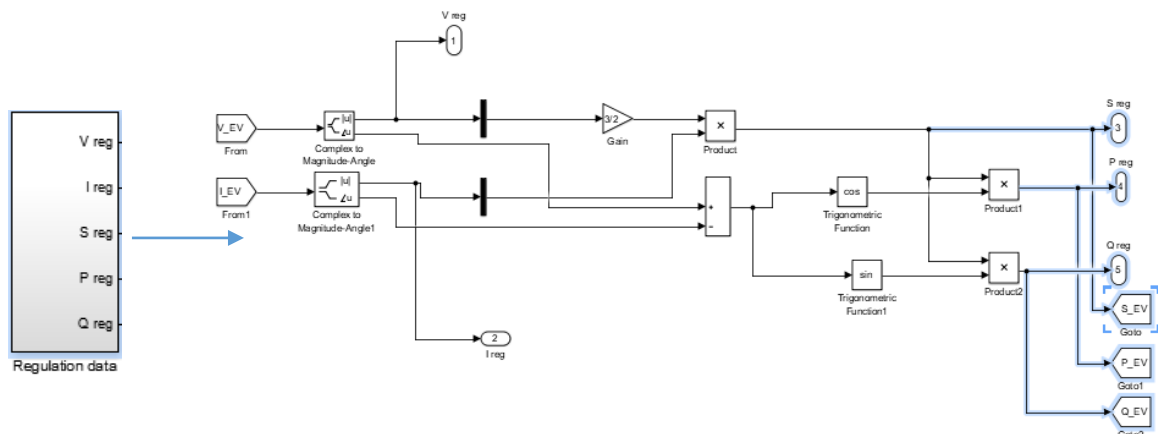 V reg
I reg
S reg
P reg
Q reg
Regulation data
V reg
1
V_EV
From
|u|
∠u
Complex to
Magnitude-Angle
3/2
Gain
×
Product
I_EV
From1
|u|
∠u
Complex to
Magnitude-Angle1
+
−
cos
Trigonometric
Function
sin
Trigonometric
Function1
×
Product1
×
Product2
S reg
3
P reg
4
Q reg
5
S_EV
Goto
P_EV
Goto1
Q_EV
2
I reg